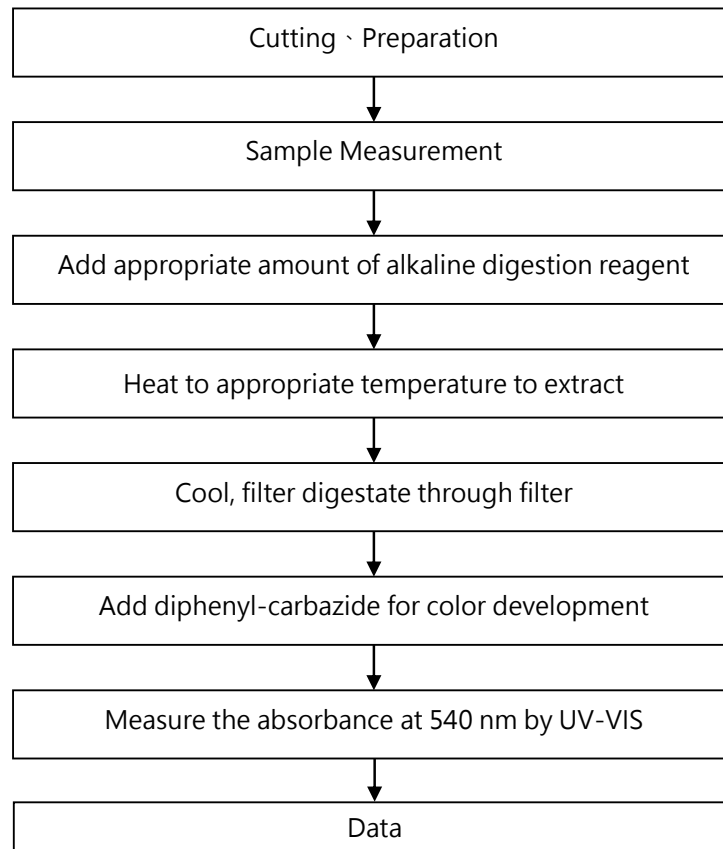 Cutting、Preparation
Sample Measurement
Add appropriate amount of alkaline digestion reagent
Heat to appropriate temperature to extract
Cool, filter digestate through filter
Add diphenyl-carbazide for color development
Measure the absorbance at 540 nm by UV-VIS
Data